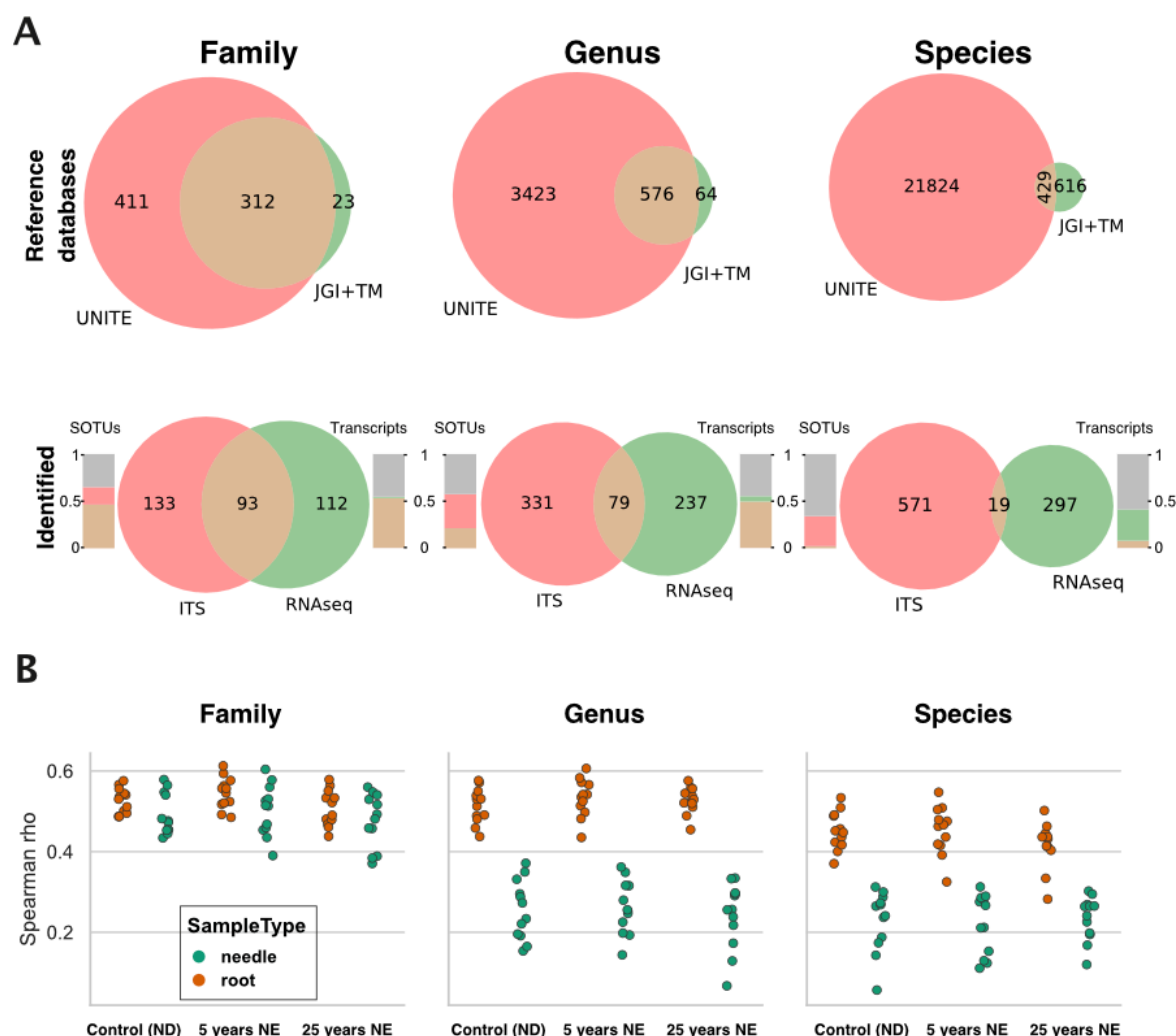 A
Family
Genus
Species
Reference
databases
411
312
23
UNITE
JGI+TM
3423
576
64
UNITE
JGI+TM
21824
429
616
UNITE
JGI+TM
Identified
SOTUs
1
0.5
0
133
93
112
ITS
RNAseq
Transcripts
1
0.5
0
SOTUs
1
0.5
0
331
79
237
ITS
RNAseq
Transcripts
1
0.5
0
SOTUs
1
0.5
0
571
19
297
ITS
RNAseq
Transcripts
1
0.5
0
B
Family
Genus
Species
Spearman rho
0.6
0.4
0.2
SampleType
needle
root
Control (ND) 5 years NE 25 years NE
Control (ND) 5 years NE 25 years NE
Control (ND) 5 years NE 25 years NE